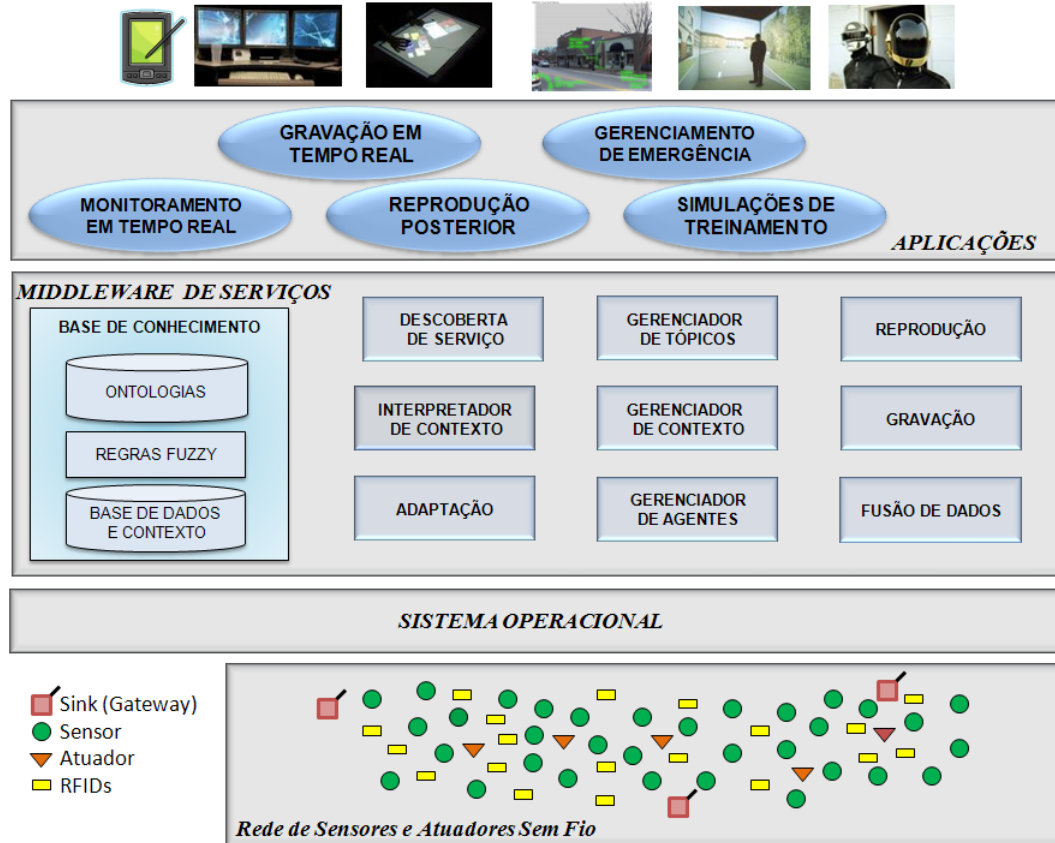 GRAVAÇÃO EM
TEMPO REAL
GERENCIAMENTO
DE EMERGÊNCIA
MONITORAMENTO
EM TEMPO REAL
REPRODUÇÃO
POSTERIOR
SIMULAÇÕES DE
TREINAMENTO
APLICAÇÕES
MIDDLEWARE DE SERVIÇOS
BASE DE CONHECIMENTO
ONTOLOGIAS
REGRAS FUZZY
BASE DE DADOS
E CONTEXTO
DESCOBERTA
DE SERVIÇO
GERENCIADOR
DE TÓPICOS
REPRODUÇÃO
INTERPRETADOR
DE CONTEXTO
GERENCIADOR
DE CONTEXTO
GRAVAÇÃO
ADAPTAÇÃO
GERENCIADOR
DE AGENTES
FUSÃO DE DADOS
SISTEMA OPERACIONAL
Sink (Gateway)
Sensor
Atuador
RFIDs
Rede de Sensores e Atuadores Sem Fio